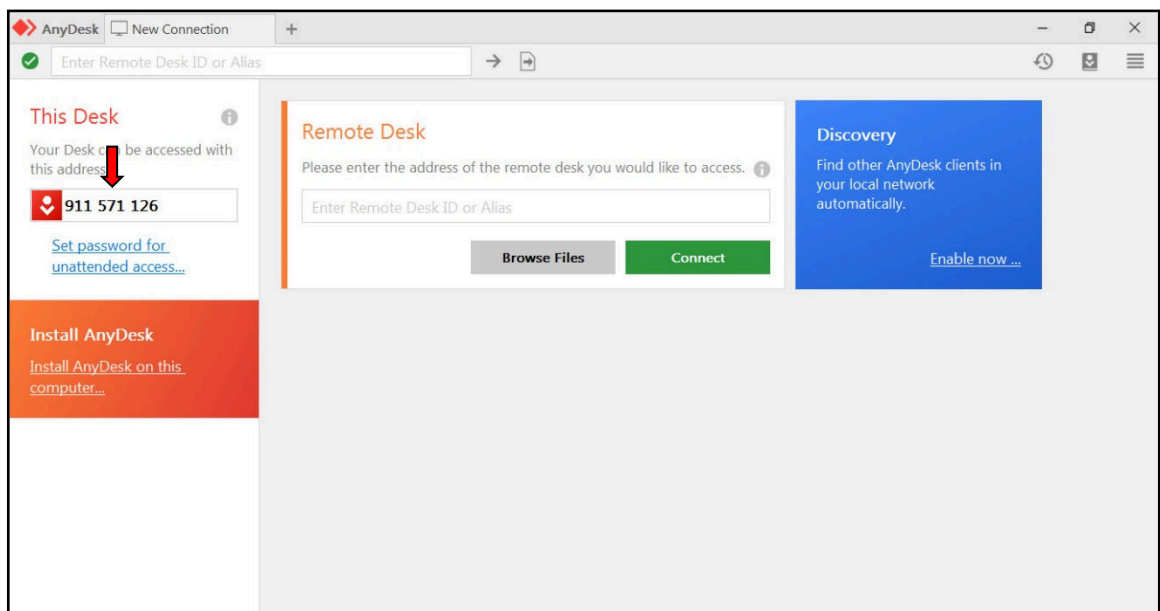 AnyDesk New Connection +
Enter Remote Desk ID or Alias
This Desk
Your Desk can be accessed with
this address
911 571 126
Set password for
unattended access...
Install AnyDesk
Install AnyDesk on this
computer...
Remote Desk
Please enter the address of the remote desk you would like to access.
Enter Remote Desk ID or Alias
Browse Files Connect
Discovery
Find other AnyDesk clients in
your local network
automatically.
Enable now ...